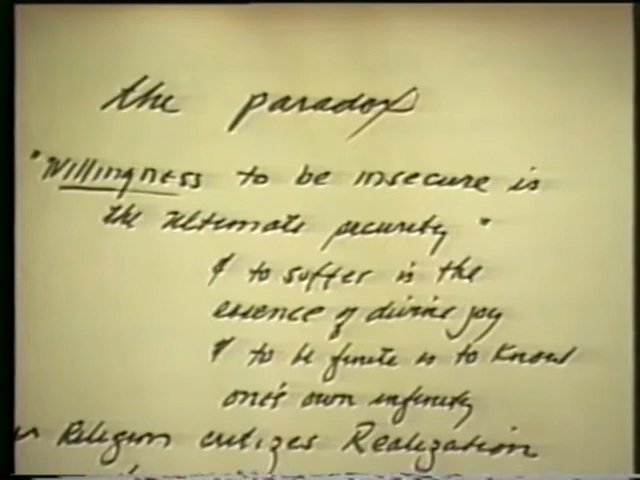 the paradox
"Willingness to be insecure is
the ultimate security"
& to suffer is the
essence of divine joy
& to be finite is to know
one's own infinity
Religion critizes Realization